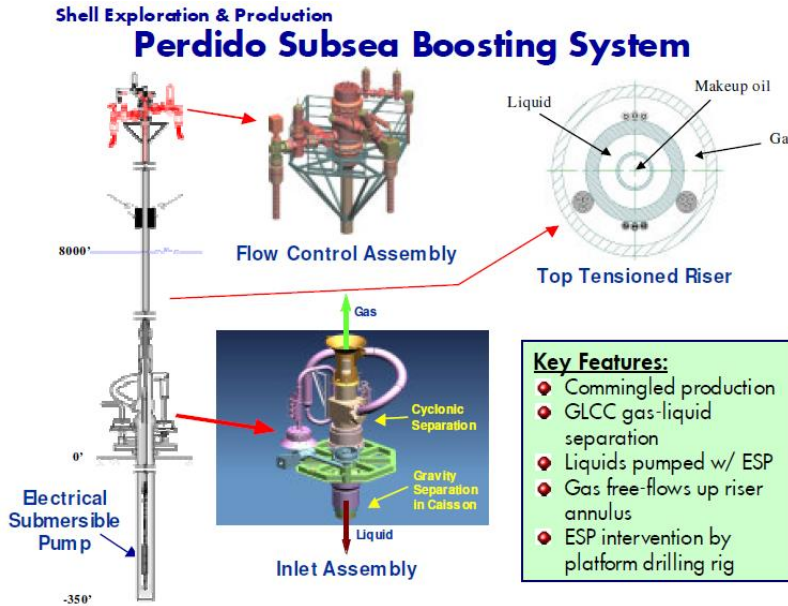 Shell Exploration & Production
Perdido Subsea Boosting System
Liquid
Makeup oil
Ga
8000'
Flow Control Assembly
Top Tensioned Riser
Gas
Cyclonic
Separation
Gravity
Separation
in Caisson
Liquid
Inlet Assembly
0'
Electrical
Submersible
Pump
-350'
Key Features:
Commingled production
GLCC gas-liquid
separation
Liquids pumped w/ ESP
Gas free-flows up riser
annulus
ESP intervention by
platform drilling rig